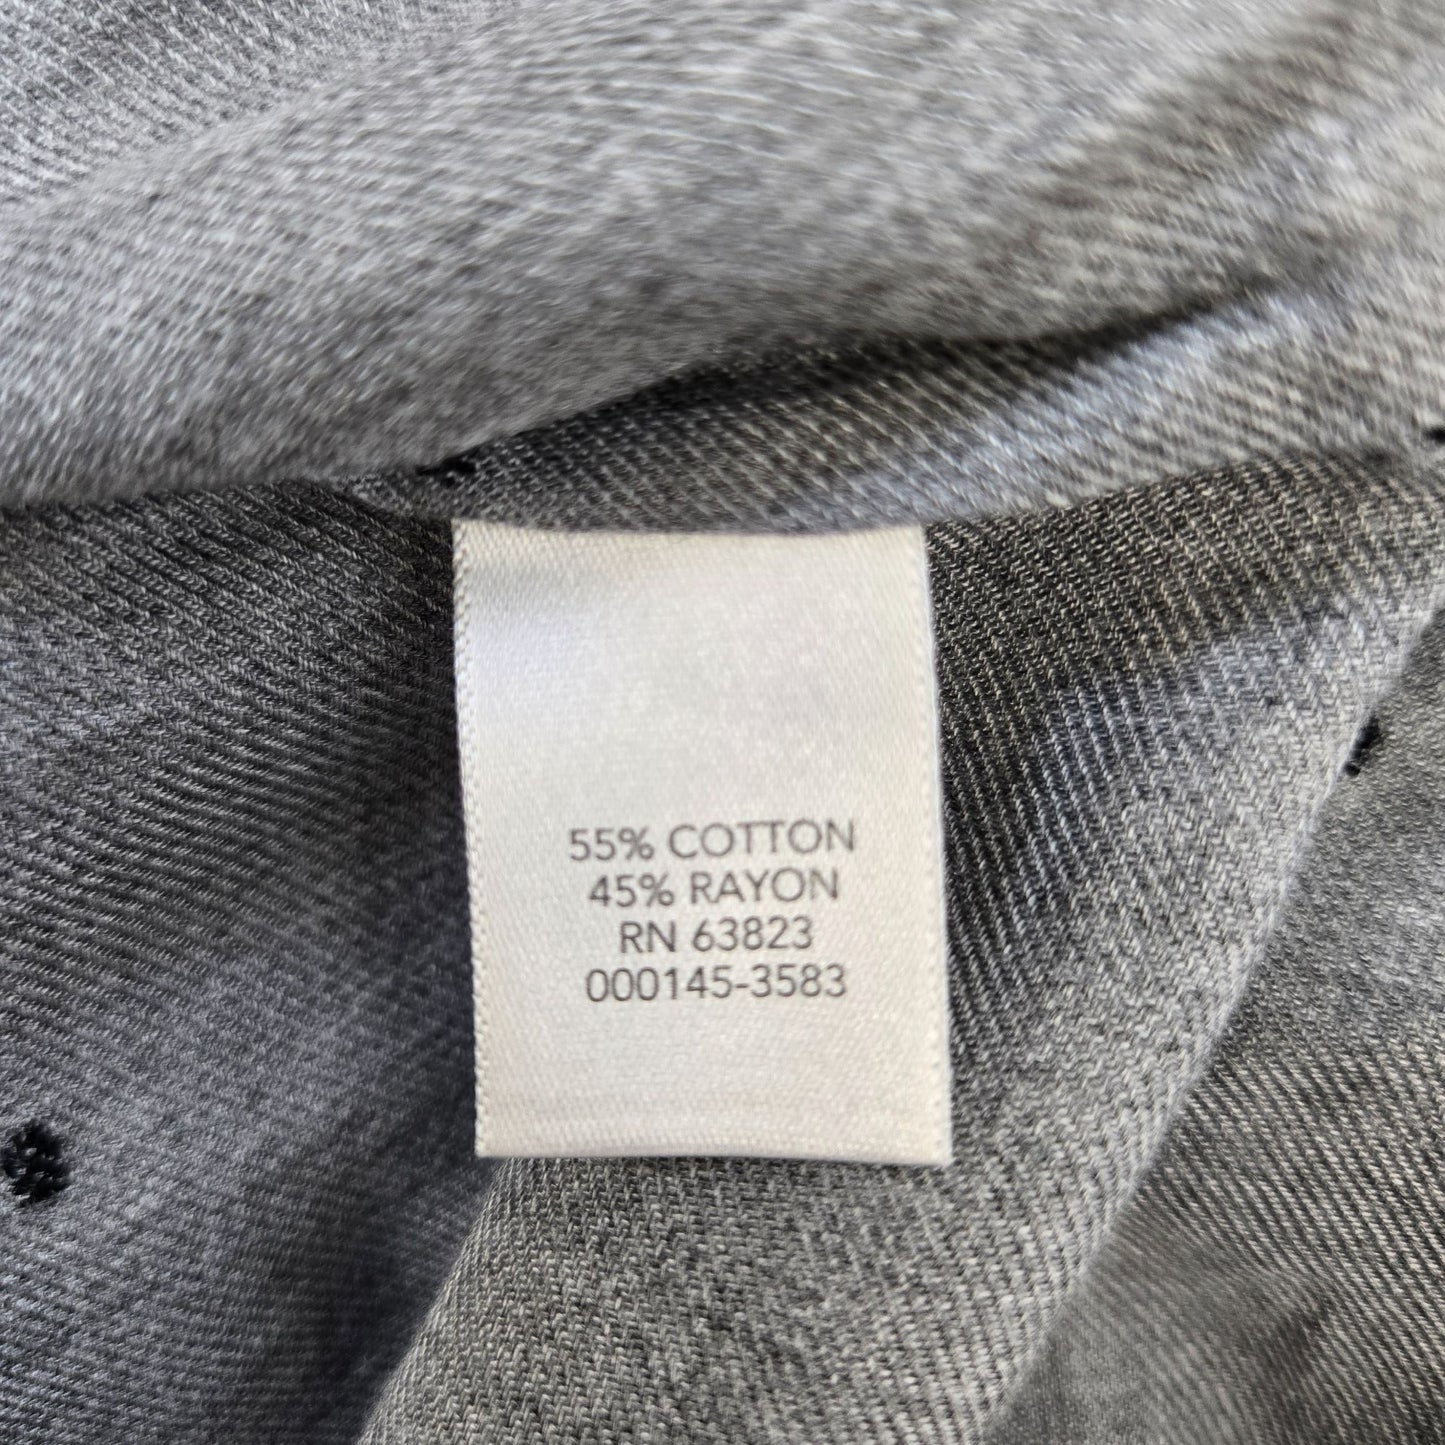 55% COTTON
45% RAYON
RN 63823
000145-3583